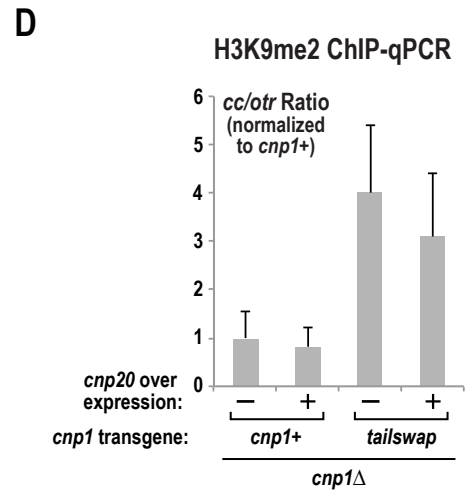 D
H3K9me2 ChIP-qPCR
cc/otr Ratio
(normalized
to cnp1+)
6
5
4
3
2
1
0
cnp20 over
expression: – + – +
cnp1 transgene: cnp1+ tailswap
cnp1Δ